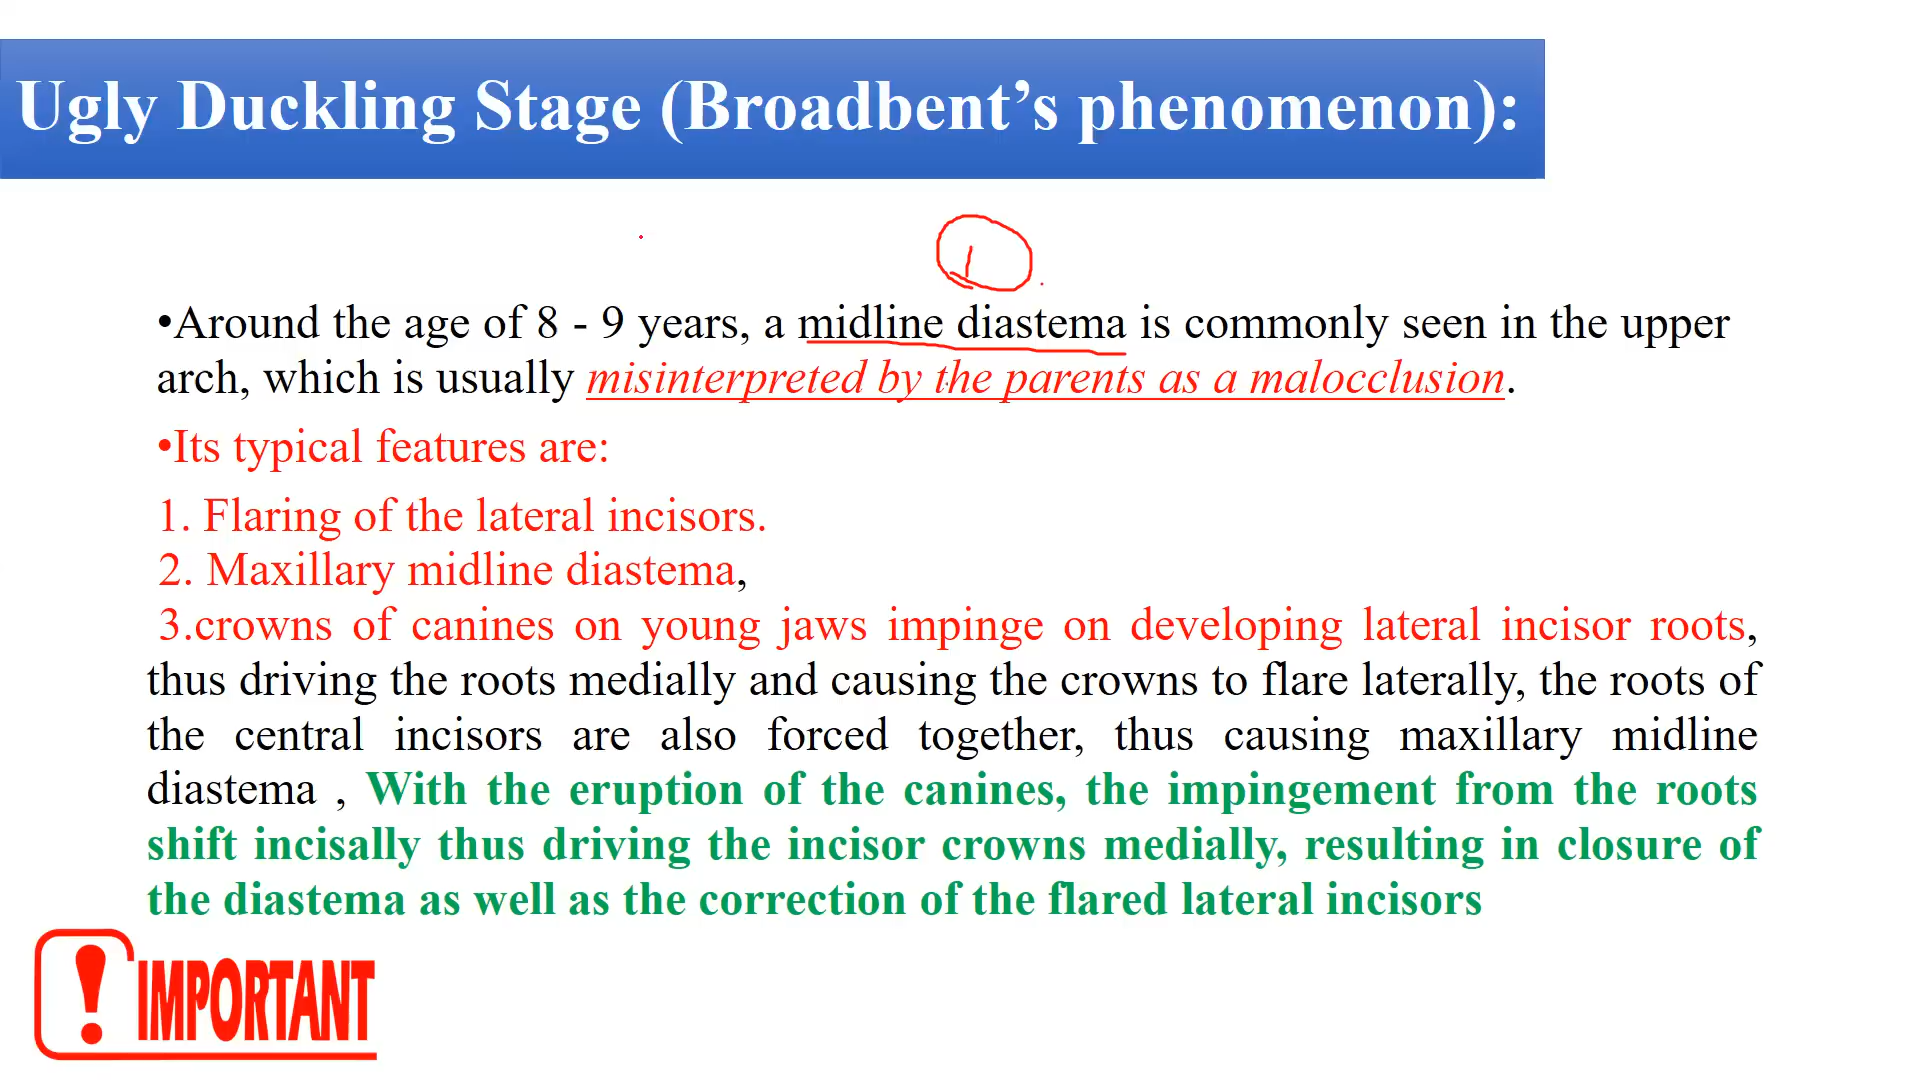 Ugly Duckling Stage (Broadbent’s phenomenon):
•Around the age of 8 - 9 years, a midline diastema is commonly seen in the upper
arch, which is usually misinterpreted by the parents as a malocclusion.
•Its typical features are:
1. Flaring of the lateral incisors.
2. Maxillary midline diastema,
3.crowns of canines on young jaws impinge on developing lateral incisor roots,
thus driving the roots medially and causing the crowns to flare laterally, the roots of
the central incisors are also forced together, thus causing maxillary midline
diastema , With the eruption of the canines, the impingement from the roots
shift incisally thus driving the incisor crowns medially, resulting in closure of
the diastema as well as the correction of the flared lateral incisors
IMPORTANT